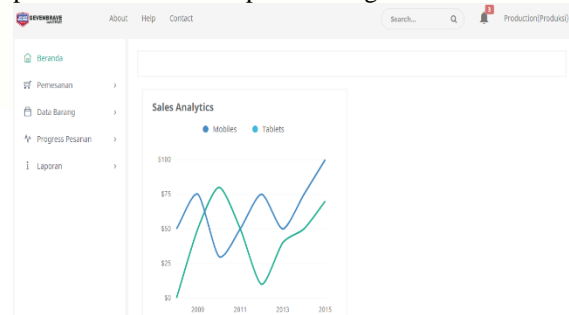 SEVENBRAVE About Help Contact Search... 8 Production(Produksi)
Beranda
Pemesanan
Data Barang
Progress Pesanan
Laporan
Sales Analytics
Mobiles Tablets
$100
$75
$50
$25
$0
2009 2011 2013 2015